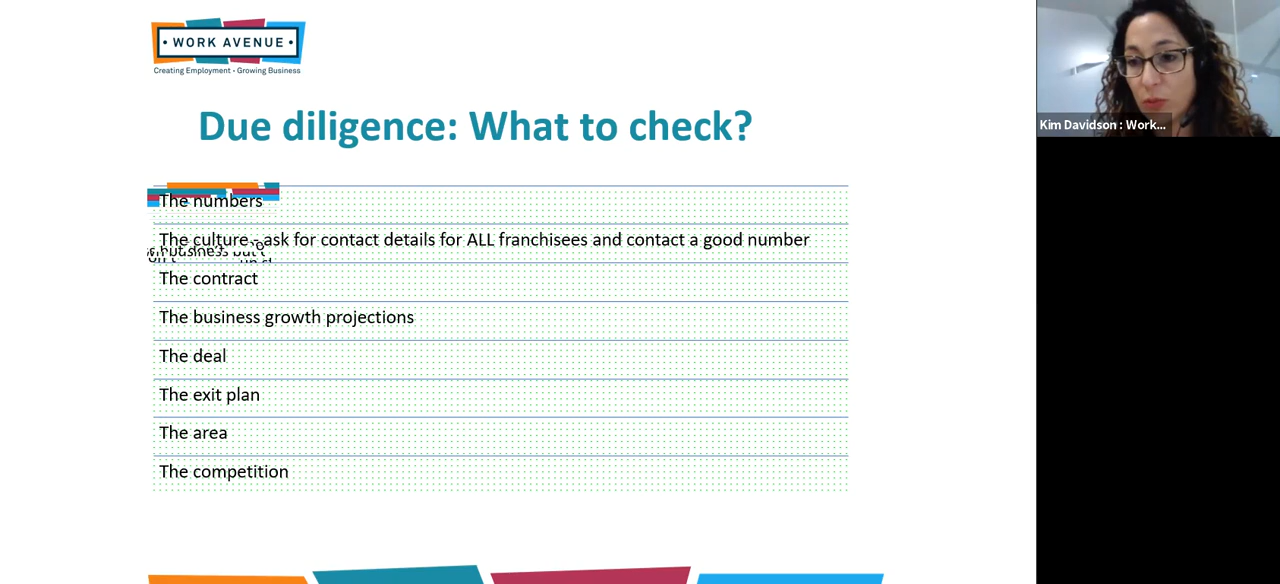 • WORK AVENUE •
Creating Employment • Growing Business
Due diligence: What to check?
The numbers
The culture - ask for contact details for ALL franchisees and contact a good number
The contract
The business growth projections
The deal
The exit plan
The area
The competition
Kim Davidson : Work...